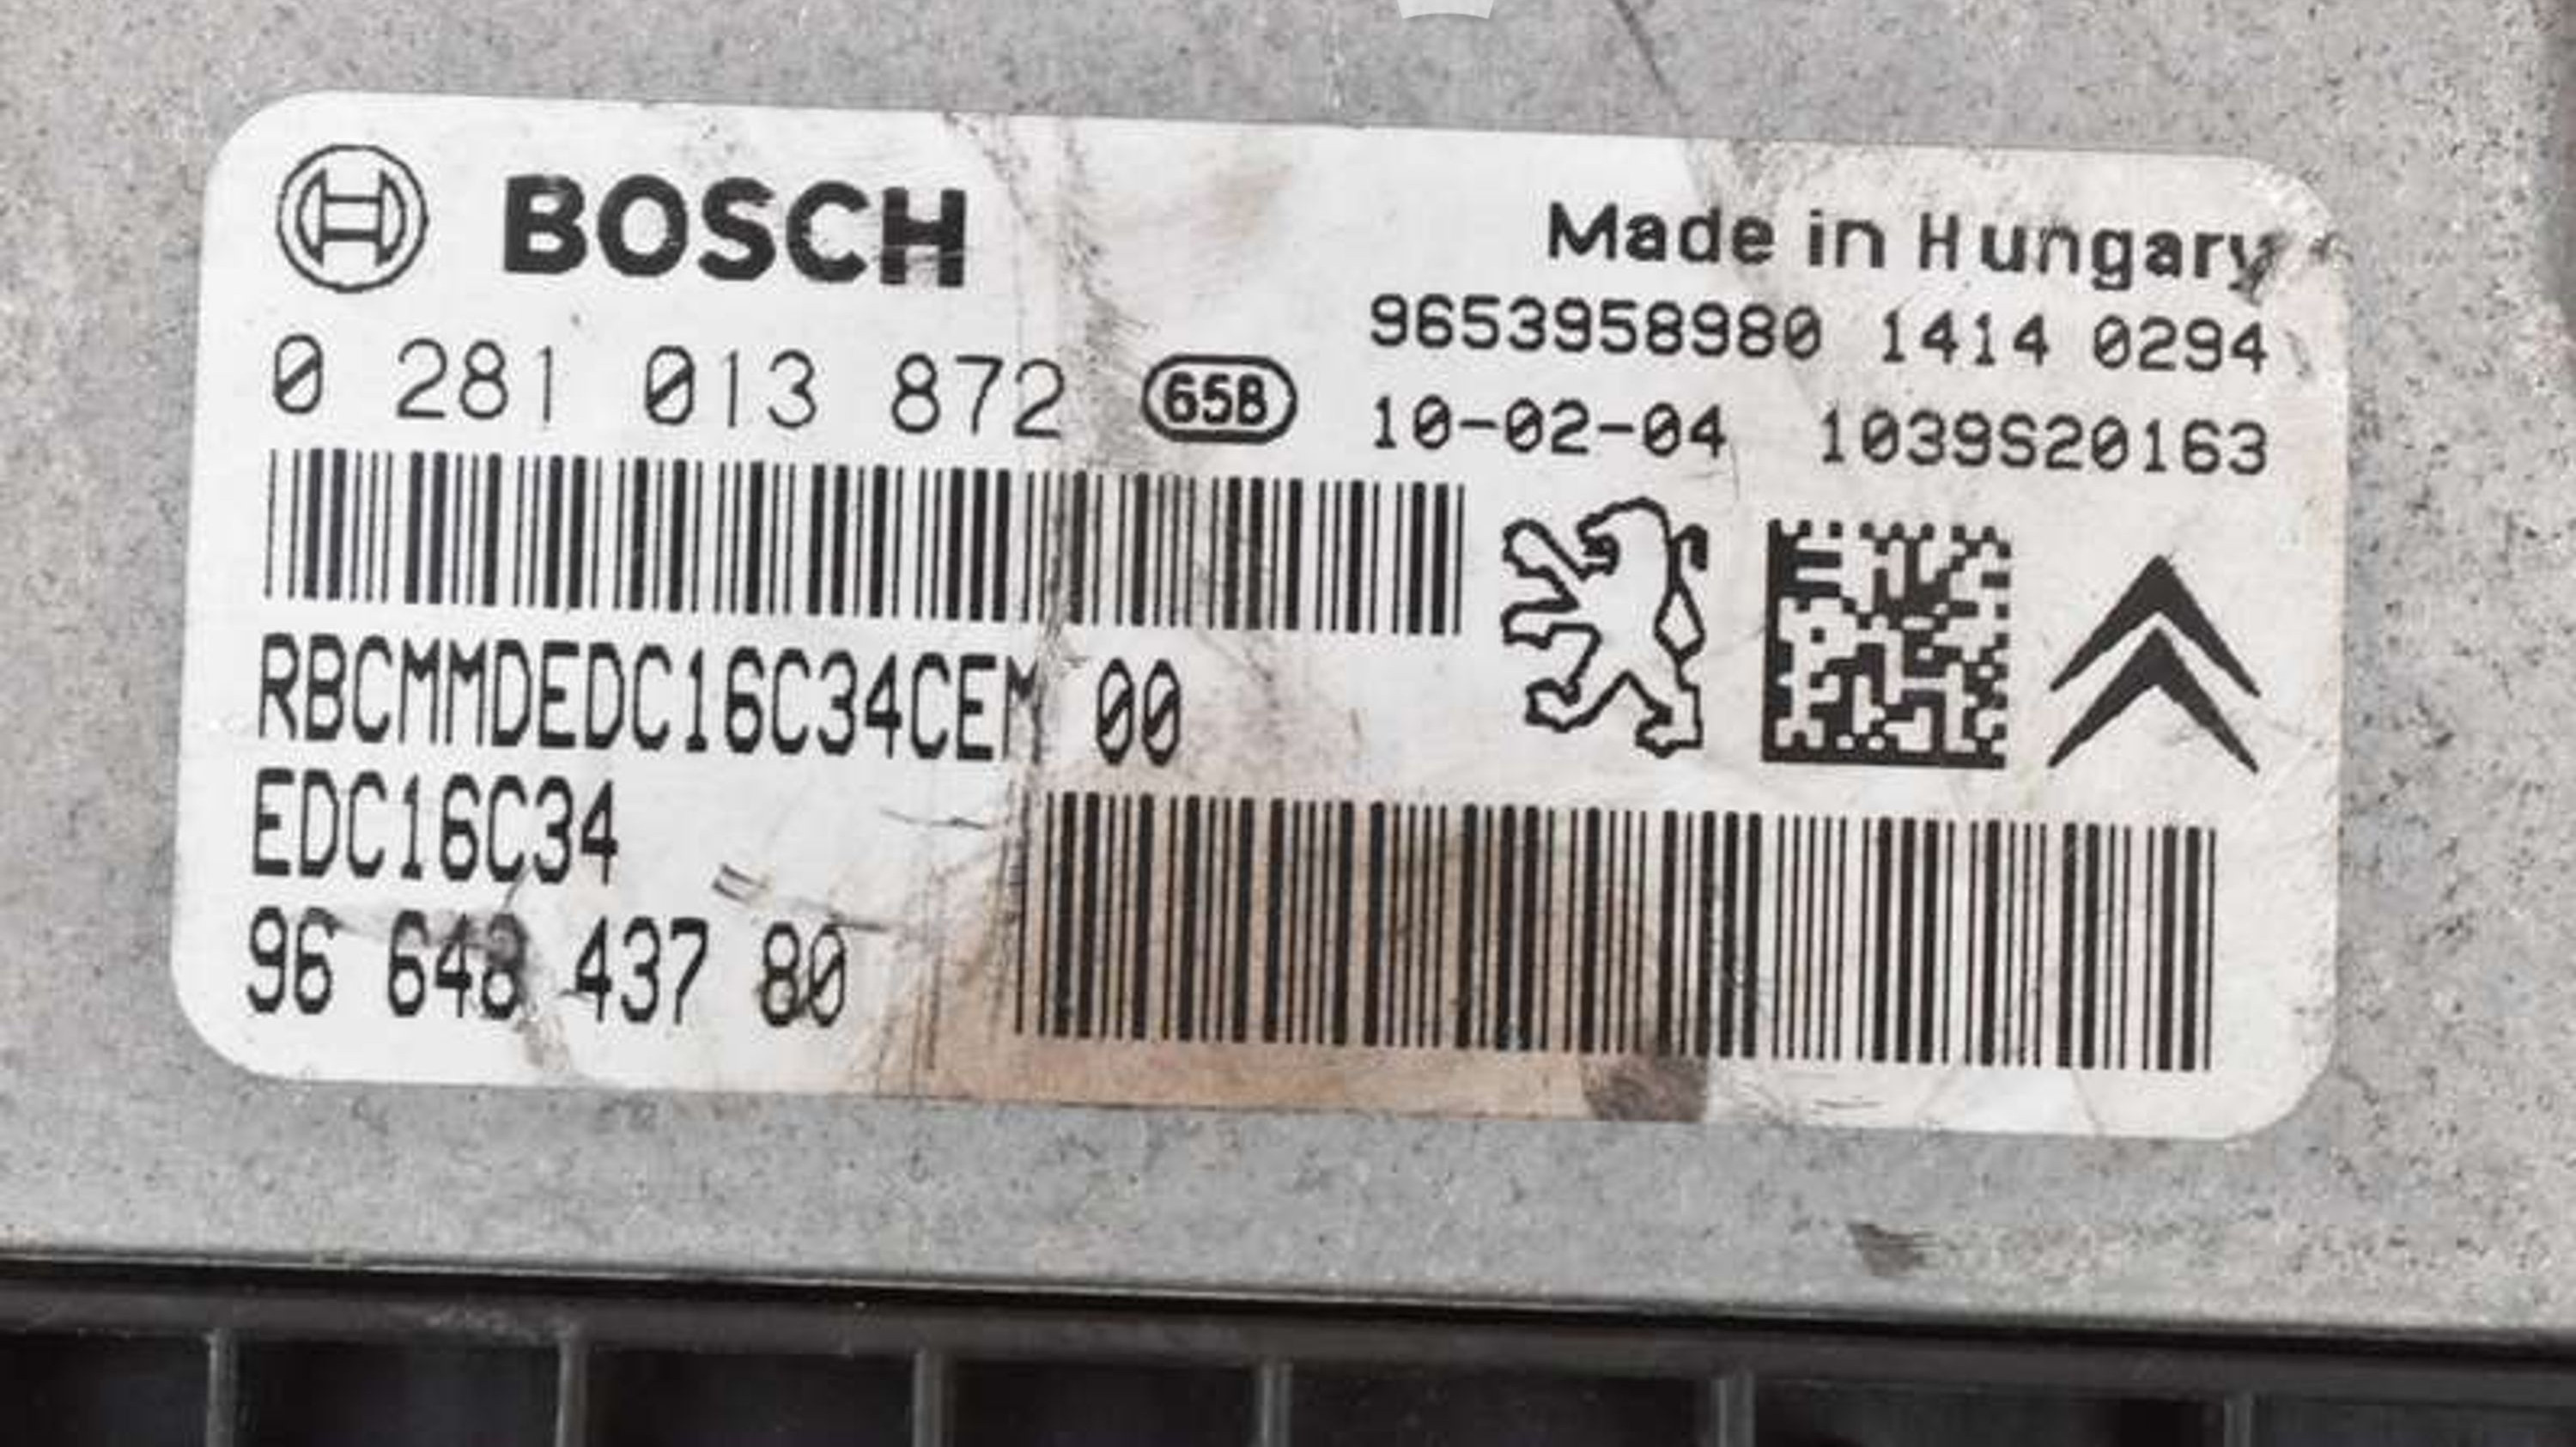 BOSCH
Made in Hungary
9653958980 1414 0294
0 281 013 872 65B
10-02-04 1039S20163
RBCMMDEDC16C34CEM 00
EDC16C34
96 648 437 80